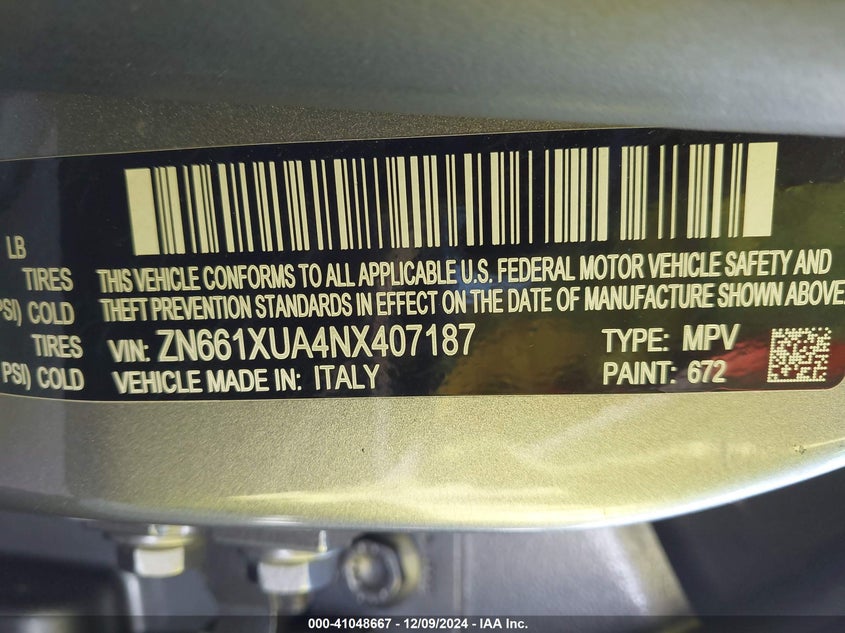 LB
TIRES
PSI) COLD
TIRES
PSI) COLD
THIS VEHICLE CONFORMS TO ALL APPLICABLE U.S. FEDERAL MOTOR VEHICLE SAFETY AND
THEFT PREVENTION STANDARDS IN EFFECT ON THE DATE OF MANUFACTURE SHOWN ABOVE.
VIN: ZN661XUA4NX407187 TYPE: MPV
VEHICLE MADE IN: ITALY PAINT: 672
000-41048667 - 12/09/2024 - IAA Inc.